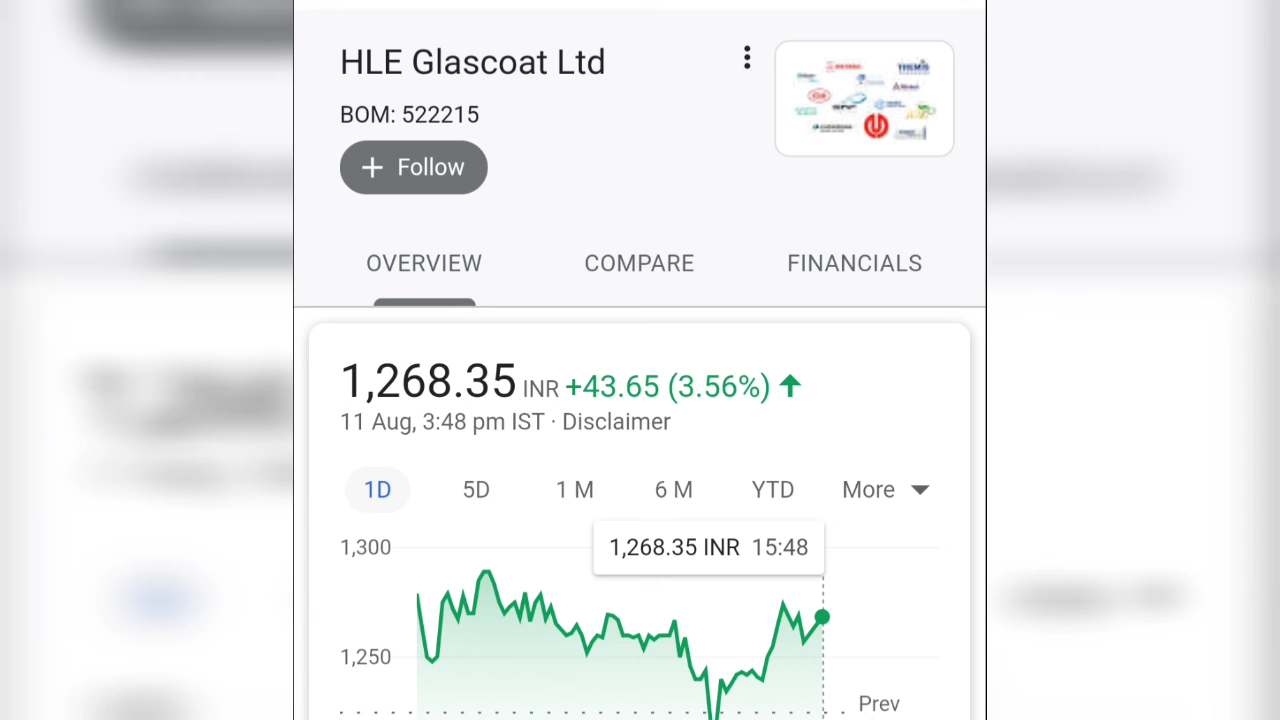 HLE Glascoat Ltd
BOM: 522215
+ Follow
OVERVIEW COMPARE FINANCIALS
1,268.35 INR +43.65 (3.56%)
11 Aug, 3:48 pm IST · Disclaimer
1D 5D 1 M 6 M YTD More
1,300
1,268.35 INR 15:48
1,250
Prev